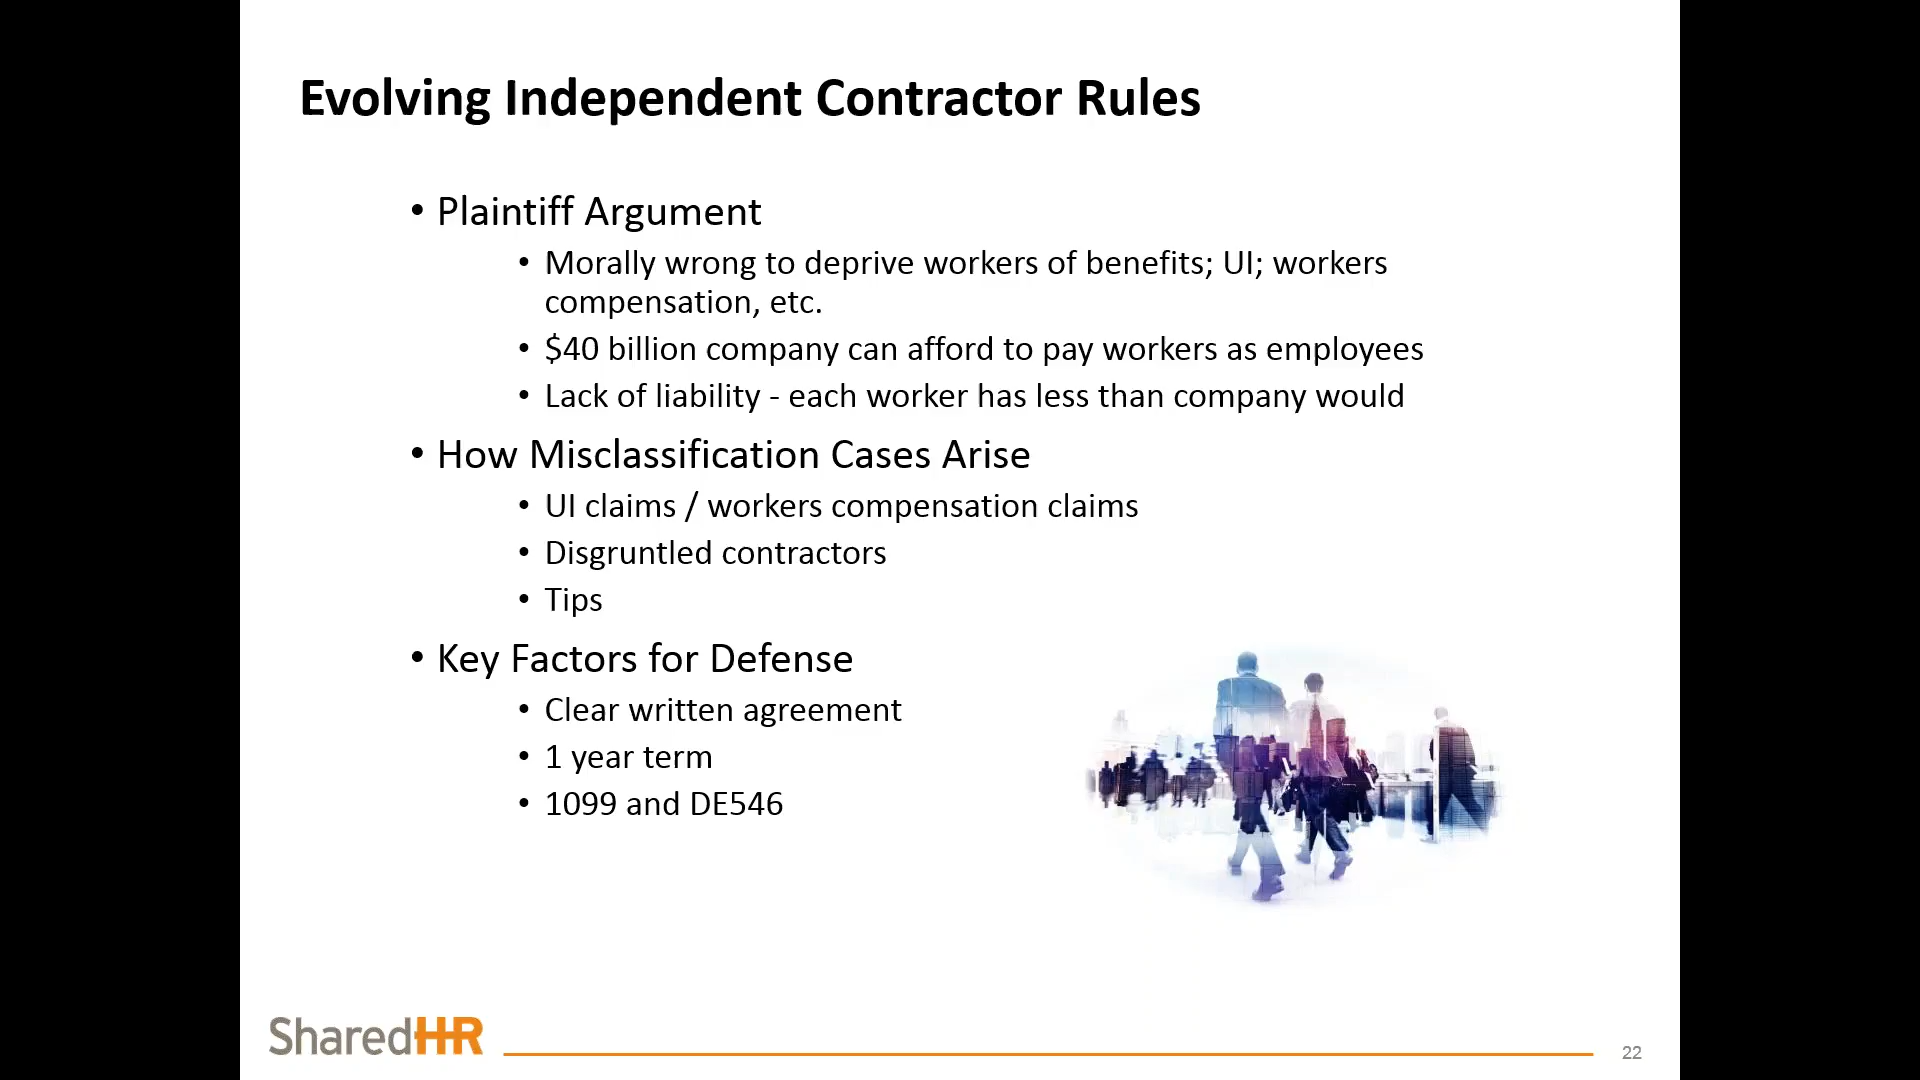 Evolving Independent Contractor Rules
• Plaintiff Argument
• Morally wrong to deprive workers of benefits; UI; workers
compensation, etc.
• $40 billion company can afford to pay workers as employees
• Lack of liability - each worker has less than company would
• How Misclassification Cases Arise
• UI claims / workers compensation claims
• Disgruntled contractors
• Tips
• Key Factors for Defense
• Clear written agreement
• 1 year term
• 1099 and DE546
SharedHR
22